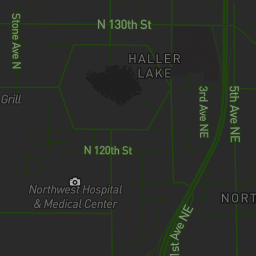 N 130th St
Stone Ave N
HALLER
LAKE
Grill
3rd Ave NE
5th Ave NE
N 120th St
Northwest Hospital
& Medical Center
NORT
1st Ave NE